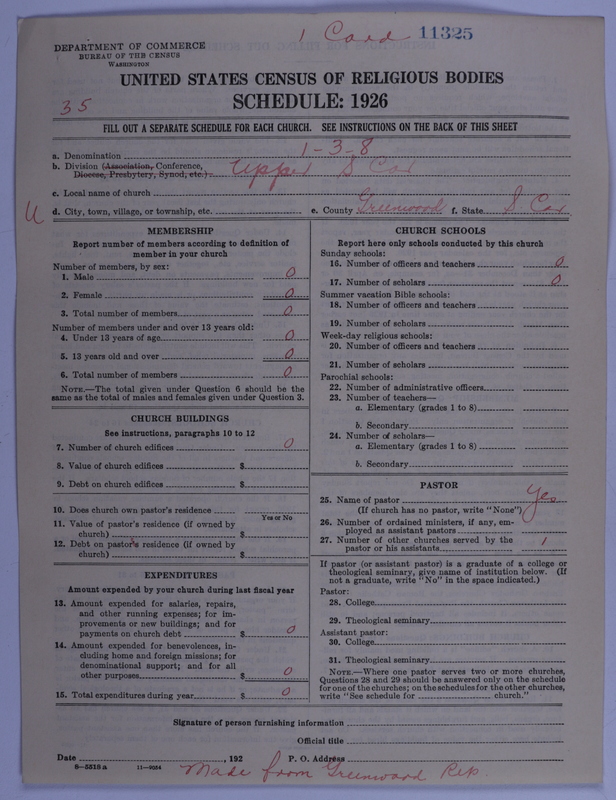 1 Card 11325
DEPARTMENT OF COMMERCE
BUREAU OF THE CENSUS
WASHINGTON
UNITED STATES CENSUS OF RELIGIOUS BODIES
35
SCHEDULE: 1926
FILL OUT A SEPARATE SCHEDULE FOR EACH CHURCH. SEE INSTRUCTIONS ON THE BACK OF THIS SHEET
a. Denomination 1-3-8
b. Division (Association, Conference, Diocese, Presbytery, Synod, etc.): Upper S Car
c. Local name of church
U d. City, town, village, or township, etc. e. County Greenwood f. State S. Car
MEMBERSHIP
Report number of members according to definition of
member in your church
Number of members, by sex:
1. Male 0
2. Female 0
3. Total number of members 0
Number of members under and over 13 years old:
4. Under 13 years of age 0
5. 13 years old and over 0
6. Total number of members 0
NOTE.—The total given under Question 6 should be the
same as the total of males and females given under Question 3.
CHURCH BUILDINGS
See instructions, paragraphs 10 to 12
7. Number of church edifices 0
8. Value of church edifices $
9. Debt on church edifices $
10. Does church own pastor's residence
Yes or No
11. Value of pastor's residence (if owned by
church) $
12. Debt on pastor's residence (if owned by
church) $
EXPENDITURES
Amount expended by your church during last fiscal year
13. Amount expended for salaries, repairs,
and other running expenses; for im-
provements or new buildings; and for
payments on church debt $ 0
14. Amount expended for benevolences, in-
cluding home and foreign missions; for
denominational support; and for all
other purposes $ 0
15. Total expenditures during year $ 0
CHURCH SCHOOLS
Report here only schools conducted by this church
Sunday schools:
16. Number of officers and teachers 0
17. Number of scholars 0
Summer vacation Bible schools:
18. Number of officers and teachers
19. Number of scholars
Week-day religious schools:
20. Number of officers and teachers
21. Number of scholars
Parochial schools:
22. Number of administrative officers
23. Number of teachers—
a. Elementary (grades 1 to 8)
b. Secondary
24. Number of scholars—
a. Elementary (grades 1 to 8)
b. Secondary
PASTOR
25. Name of pastor Yes
(If church has no pastor, write "None")
26. Number of ordained ministers, if any, em-
ployed as assistant pastors
27. Number of other churches served by the
pastor or his assistants 1
If pastor (or assistant pastor) is a graduate of a college or
theological seminary, give name of institution below. (If
not a graduate, write "No" in the space indicated.)
Pastor:
28. College
29. Theological seminary
Assistant pastor:
30. College
31. Theological seminary
NOTE.—Where one pastor serves two or more churches,
Questions 28 and 29 should be answered only on the schedule
for one of the churches; on the schedules for the other churches,
write "See schedule for church."
Signature of person furnishing information
Official title
Date , 192 P. O. Address
8-5318 a 11-9034
Made from Greenwood Rep.